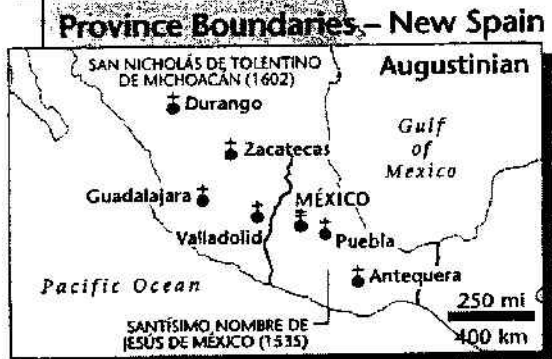 Province Boundaries – New Spain
Augustinian
SAN NICHOLÁS DE TOLENTINO
DE MICHOACÁN (1602)
Durango
Gulf
of
Mexico
Zacatecas
Guadalajara
MÉXICO
Valladolid
Puebla
Antequera
Pacific Ocean
250 mi
SANTÍSIMO NOMBRE DE
JESÚS DE MÉXICO (1535)
400 km